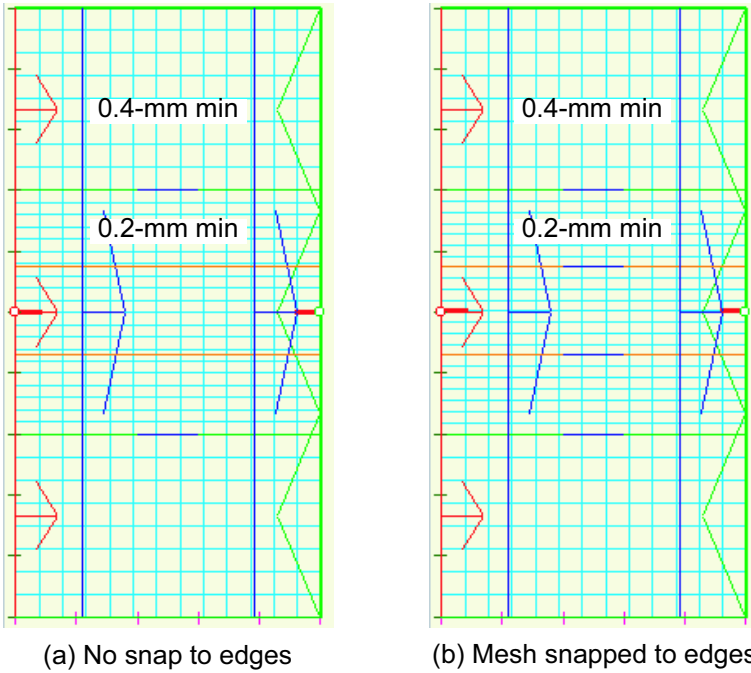 0.4-mm min
0.4-mm min
0.2-mm min
0.2-mm min
(a) No snap to edges
(b) Mesh snapped to edges